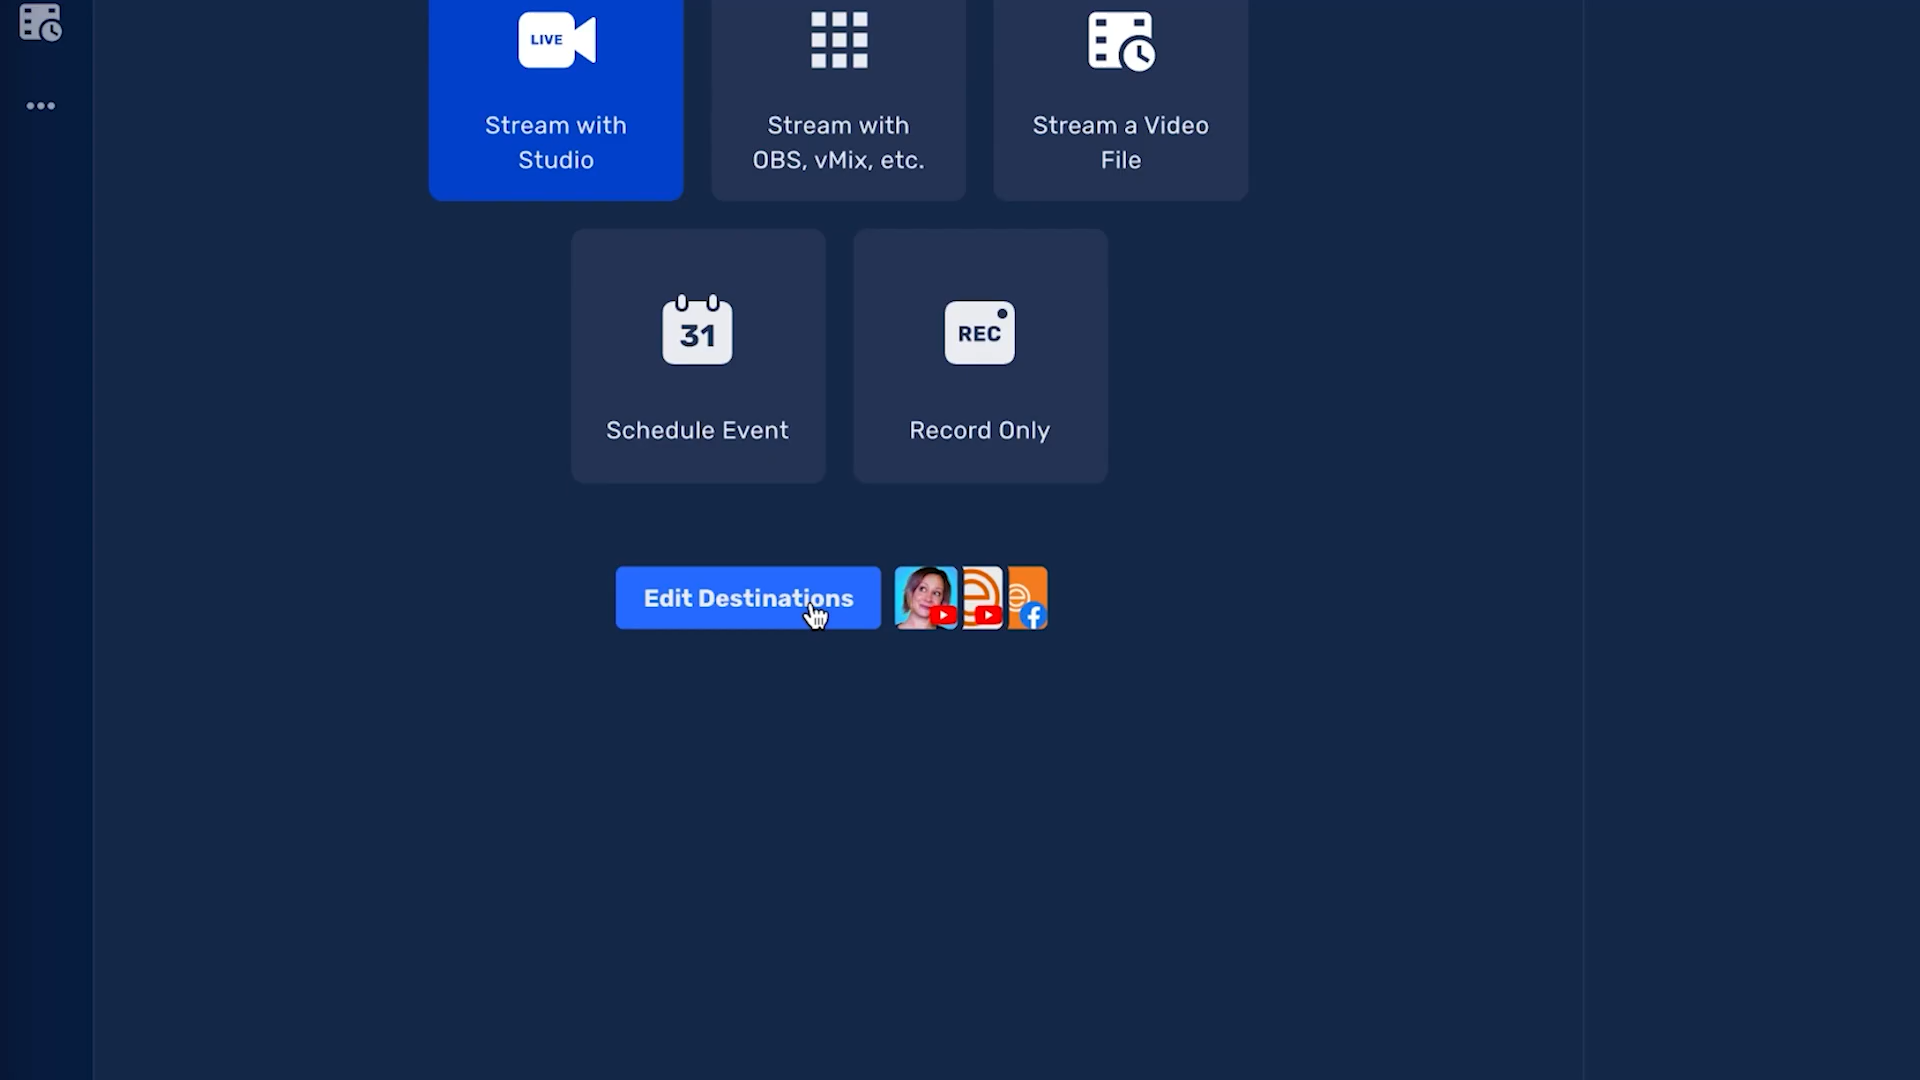 LIVE
Stream with
Studio
Stream with
OBS, vMix, etc.
Stream a Video
File
31
Schedule Event
REC
Record Only
Edit Destinations